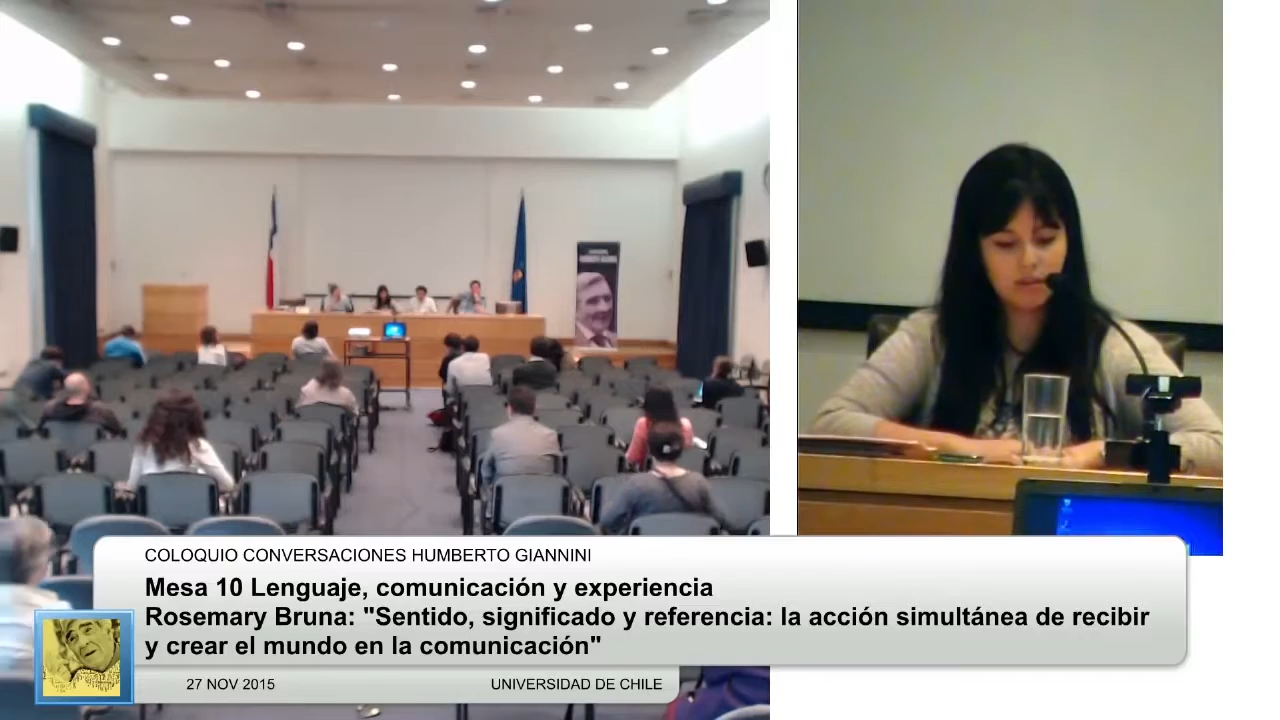 COLOQUIO CONVERSACIONES HUMBERTO GIANNINI
Mesa 10 Lenguaje, comunicación y experiencia
Rosemary Bruna: "Sentido, significado y referencia: la acción simultánea de recibir
y crear el mundo en la comunicación"
27 NOV 2015
UNIVERSIDAD DE CHILE